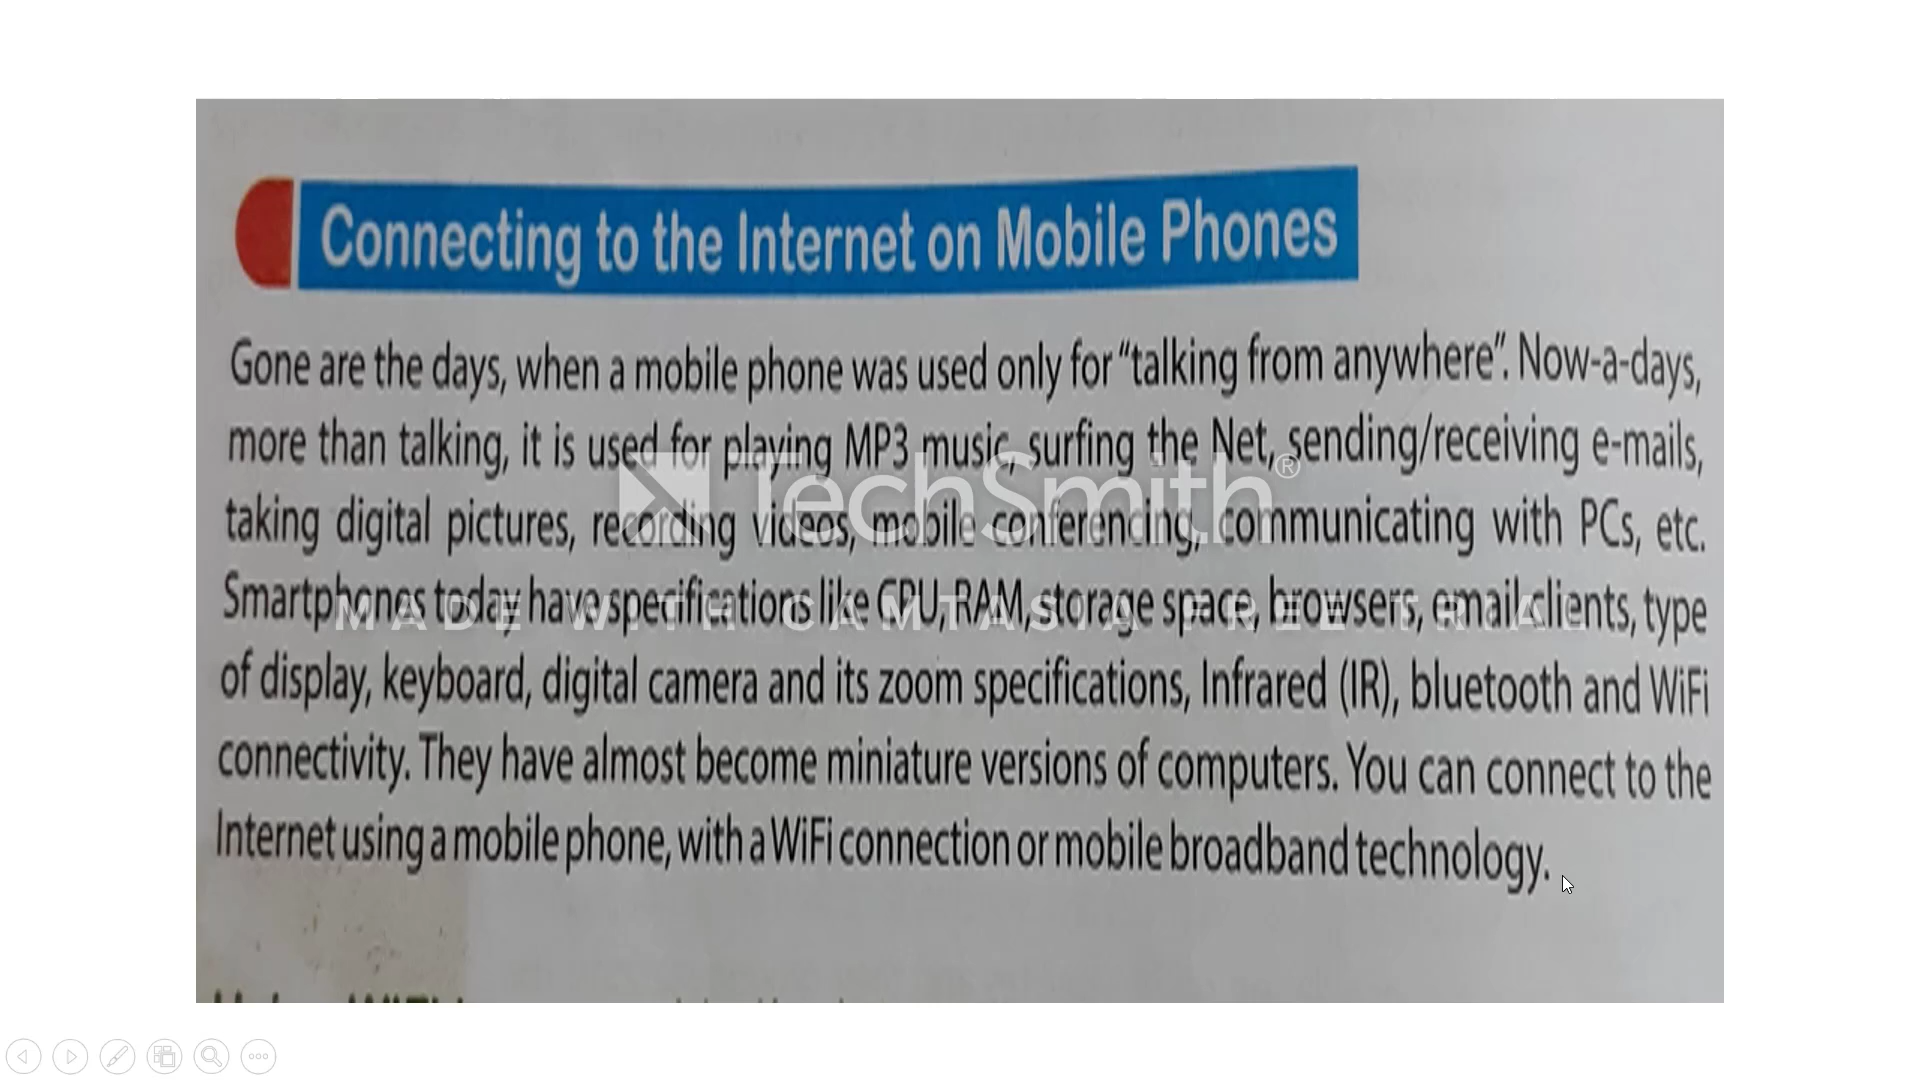 Connecting to the Internet on Mobile Phones
Gone are the days, when a mobile phone was used only for “talking from anywhere”. Now-a-days,
more than talking, it is used for playing MP3 music, surfing the Net, sending/receiving e-mails,
TechSmith®
taking digital pictures, recording videos, mobile conferencing, communicating with PCs, etc.
Smartphones today have specifications like CPU, RAM, storage space, browsers, email clients, type
MADE WITH CAMTASIA FREE TRIAL
of display, keyboard, digital camera and its zoom specifications, Infrared (IR), bluetooth and WiFi
connectivity. They have almost become miniature versions of computers. You can connect to the
Internet using a mobile phone, with a WiFi connection or mobile broadband technology.